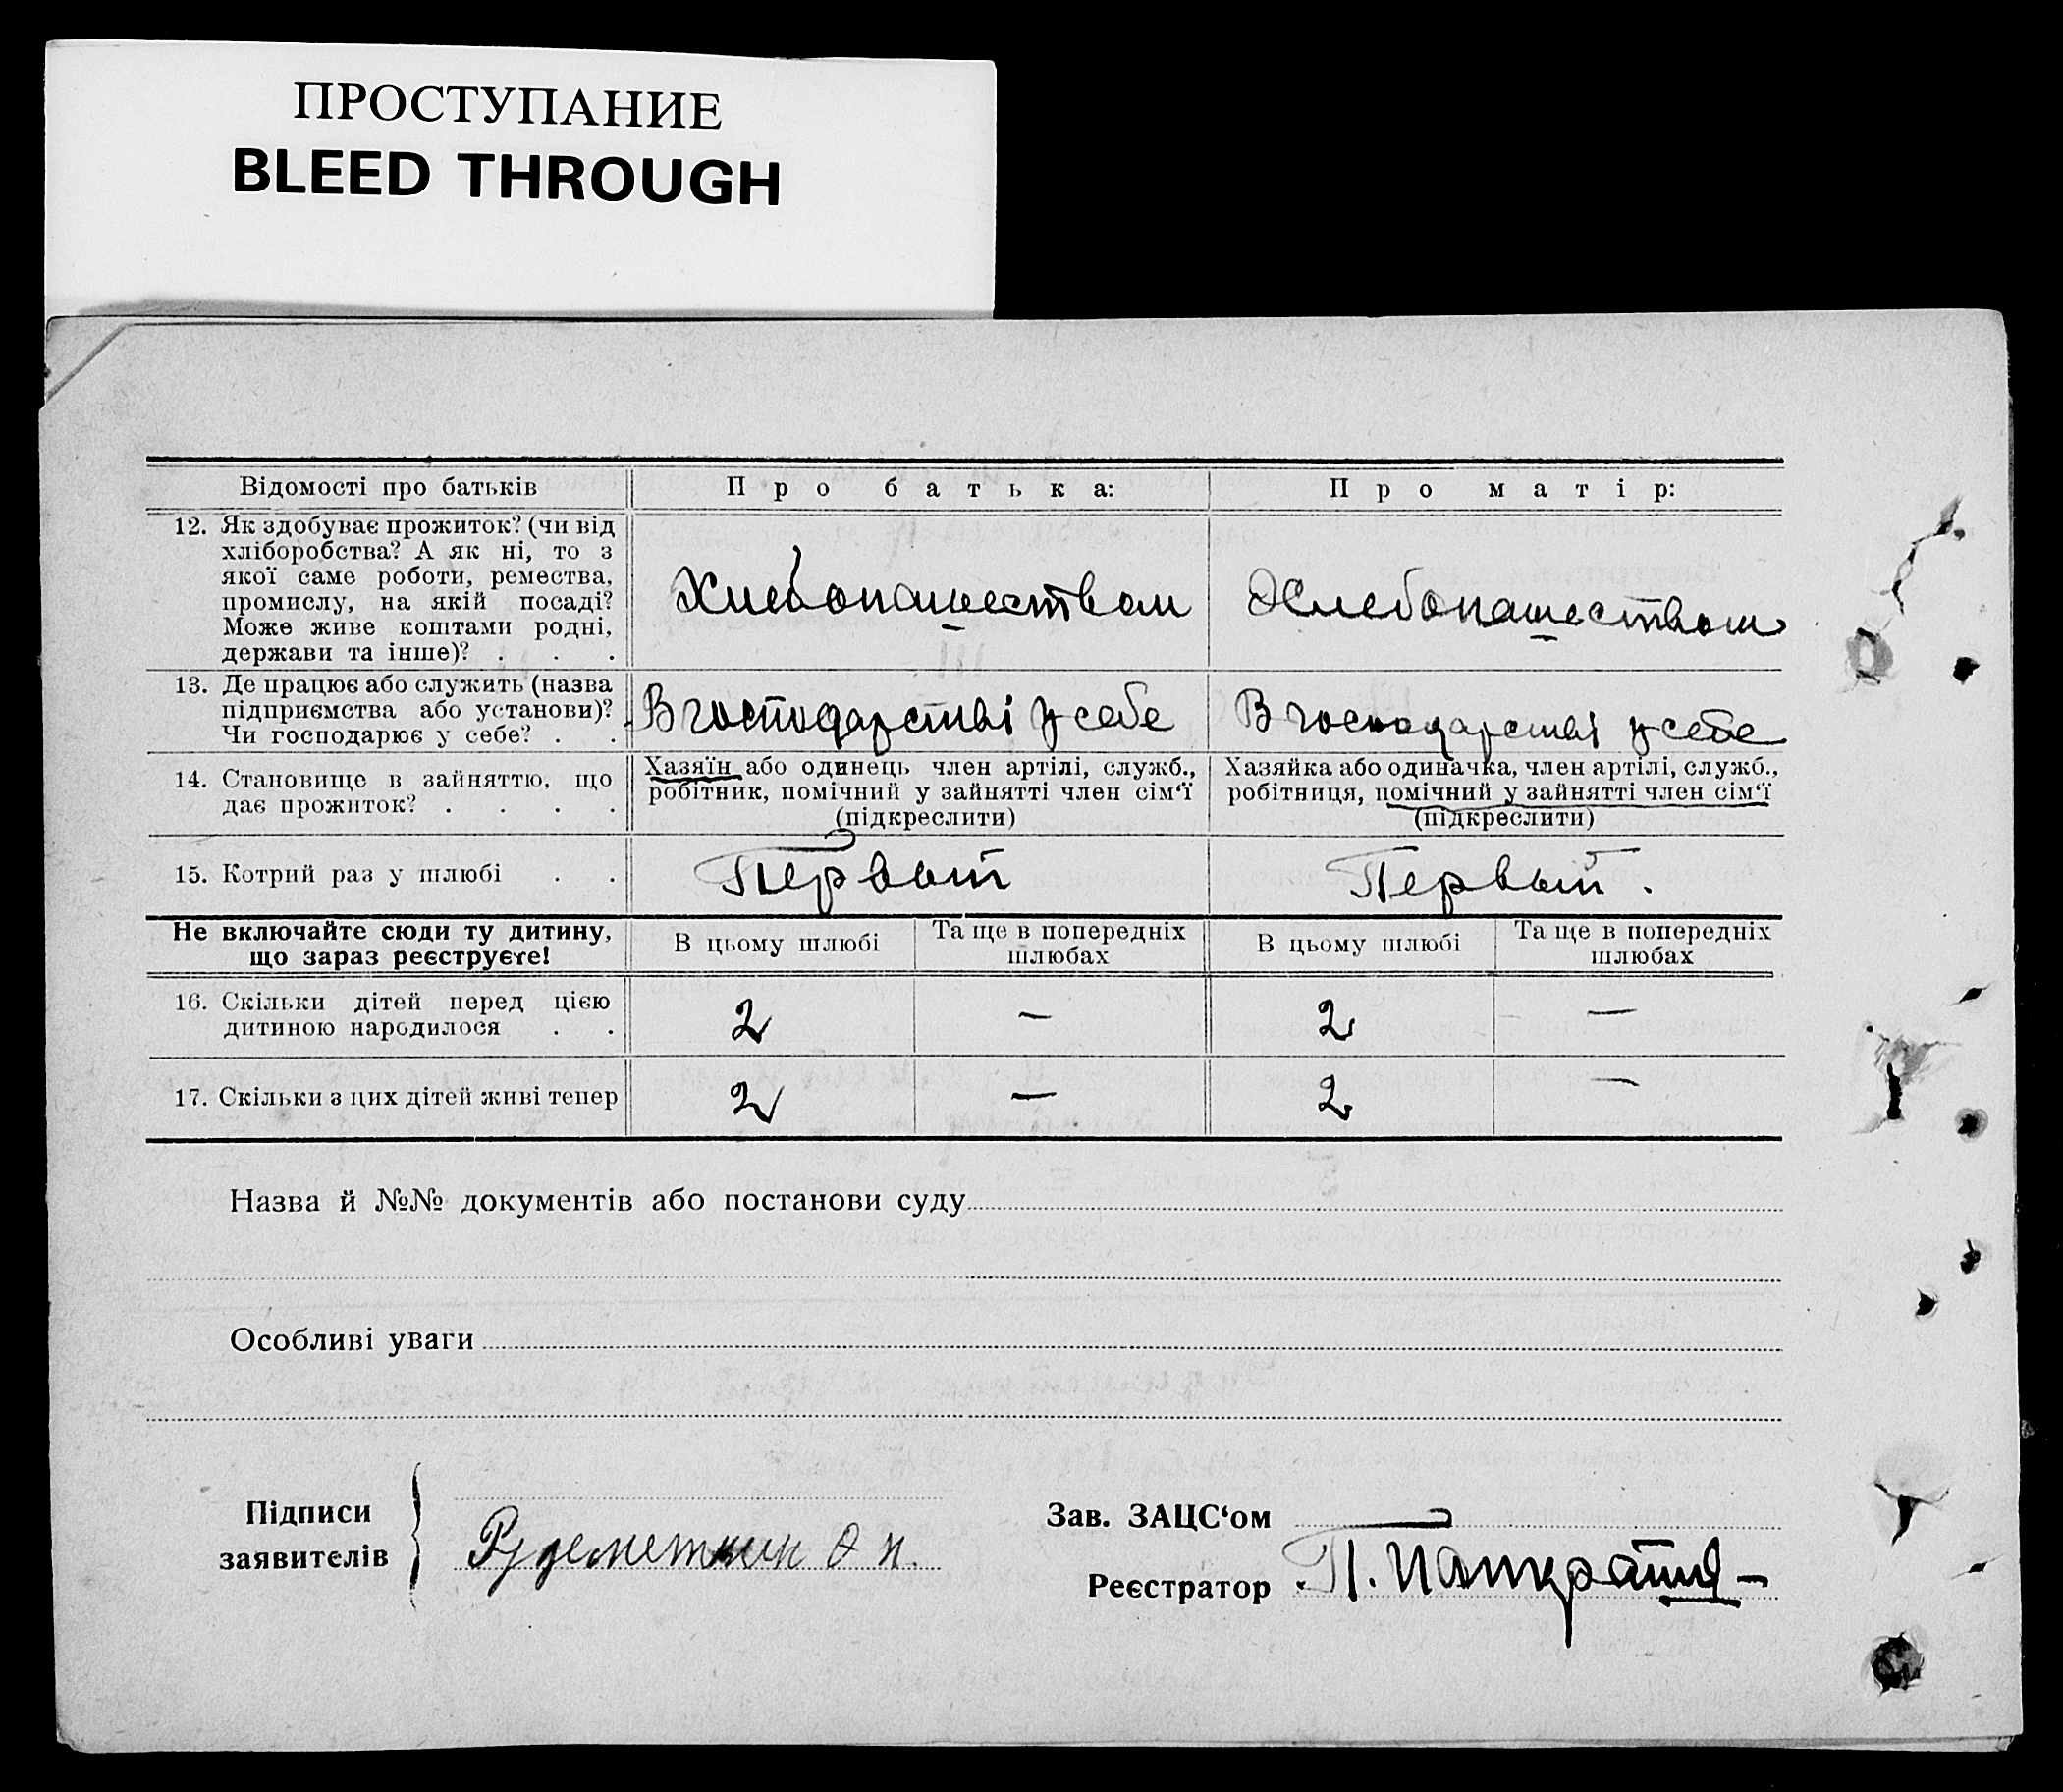 ПРОСТУПАНИЕ
BLEED THROUGH
Відомості про батьків
Про батька:
Про матір:
12. Як здобуває прожиток? (чи від
хліборобства? А як ні, то з
якої саме роботи, ремества,
промислу, на якій посаді?
Може живе коштами родні,
держави та інше)? . . .
Хлебопашеством
Хлебопашеством
13. Де працює або служить (назва
підприємства або установи)?
Чи господарює у себе? . .
В господарстві у себе
В господарстві у себе
14. Становище в зайняттю, що
дає прожиток? . . . .
Хазяїн або одинець член артілі, служб.,
робітник, помічний у зайнятті член сім‘ї
(підкреслити)
Хазяйка або одиначка, член артілі, служб.,
робітниця, помічний у зайнятті член сім‘ї
(підкреслити)
15. Котрий раз у шлюбі . .
Первый
Первый.
Не включайте сюди ту дитину,
що зараз реєструєте!
В цьому шлюбі
Та ще в попередніх
шлюбах
В цьому шлюбі
Та ще в попередніх
шлюбах
16. Скільки дітей перед цією
дитиною народилося . .
2
—
2
—
17. Скільки з цих дітей живі тепер
2
—
2
—
Назва й №№ документів або постанови суду
Особливі уваги
Підписи
заявителів
Рудеметкин
Зав. ЗАЦС‘ом
Реєстратор
П.